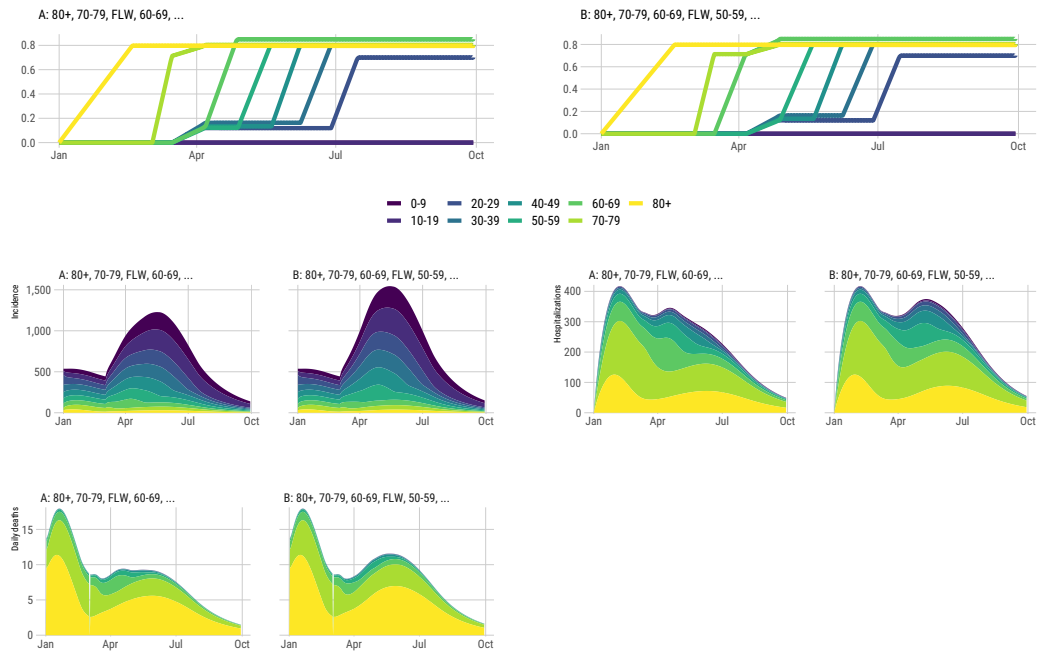 A: 80+, 70-79, FLW, 60-69, ...
B: 80+, 70-79, 60-69, FLW, 50-59, ...
0.8
0.6
0.4
0.2
0.0
Jan
Apr
Jul
Oct
0.8
0.6
0.4
0.2
0.0
Jan
Apr
Jul
Oct
0-9
20-29
40-49
60-69
80+
10-19
30-39
50-59
70-79
A: 80+, 70-79, FLW, 60-69, ...
B: 80+, 70-79, 60-69, FLW, 50-59, ...
Incidence
1,500
1,000
500
0
Jan
Apr
Jul
Oct
Jan
Apr
Jul
Oct
A: 80+, 70-79, FLW, 60-69, ...
B: 80+, 70-79, 60-69, FLW, 50-59, ...
Hospitalizations
400
300
200
100
0
Jan
Apr
Jul
Oct
Jan
Apr
Jul
Oct
A: 80+, 70-79, FLW, 60-69, ...
B: 80+, 70-79, 60-69, FLW, 50-59, ...
Daily deaths
15
10
5
0
Jan
Apr
Jul
Oct
Jan
Apr
Jul
Oct